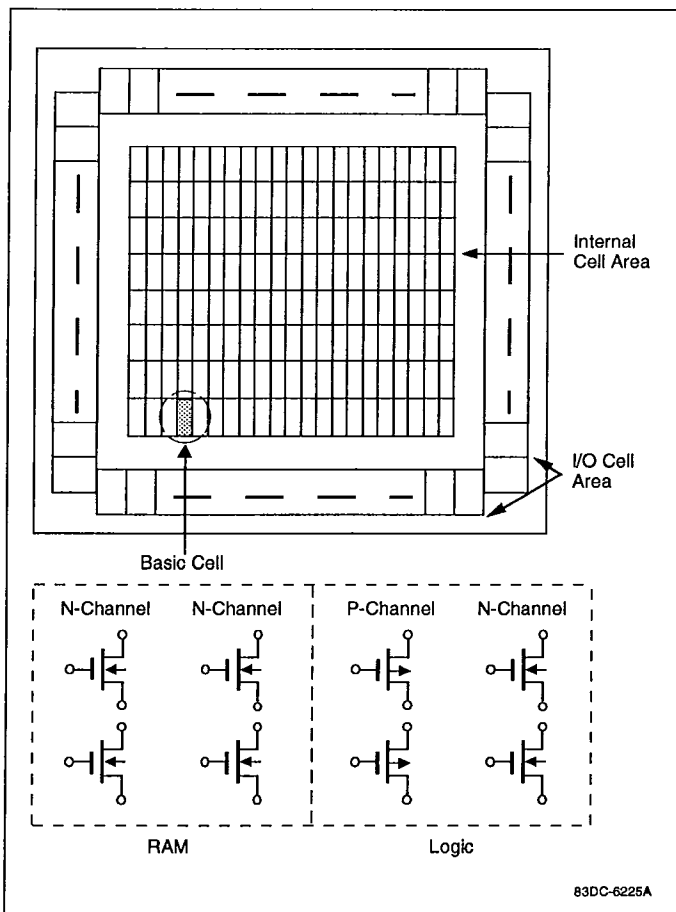 Internal
Cell Area
I/O Cell
Area
Basic Cell
N-Channel N-Channel P-Channel N-Channel
RAM Logic
83DC-6225A